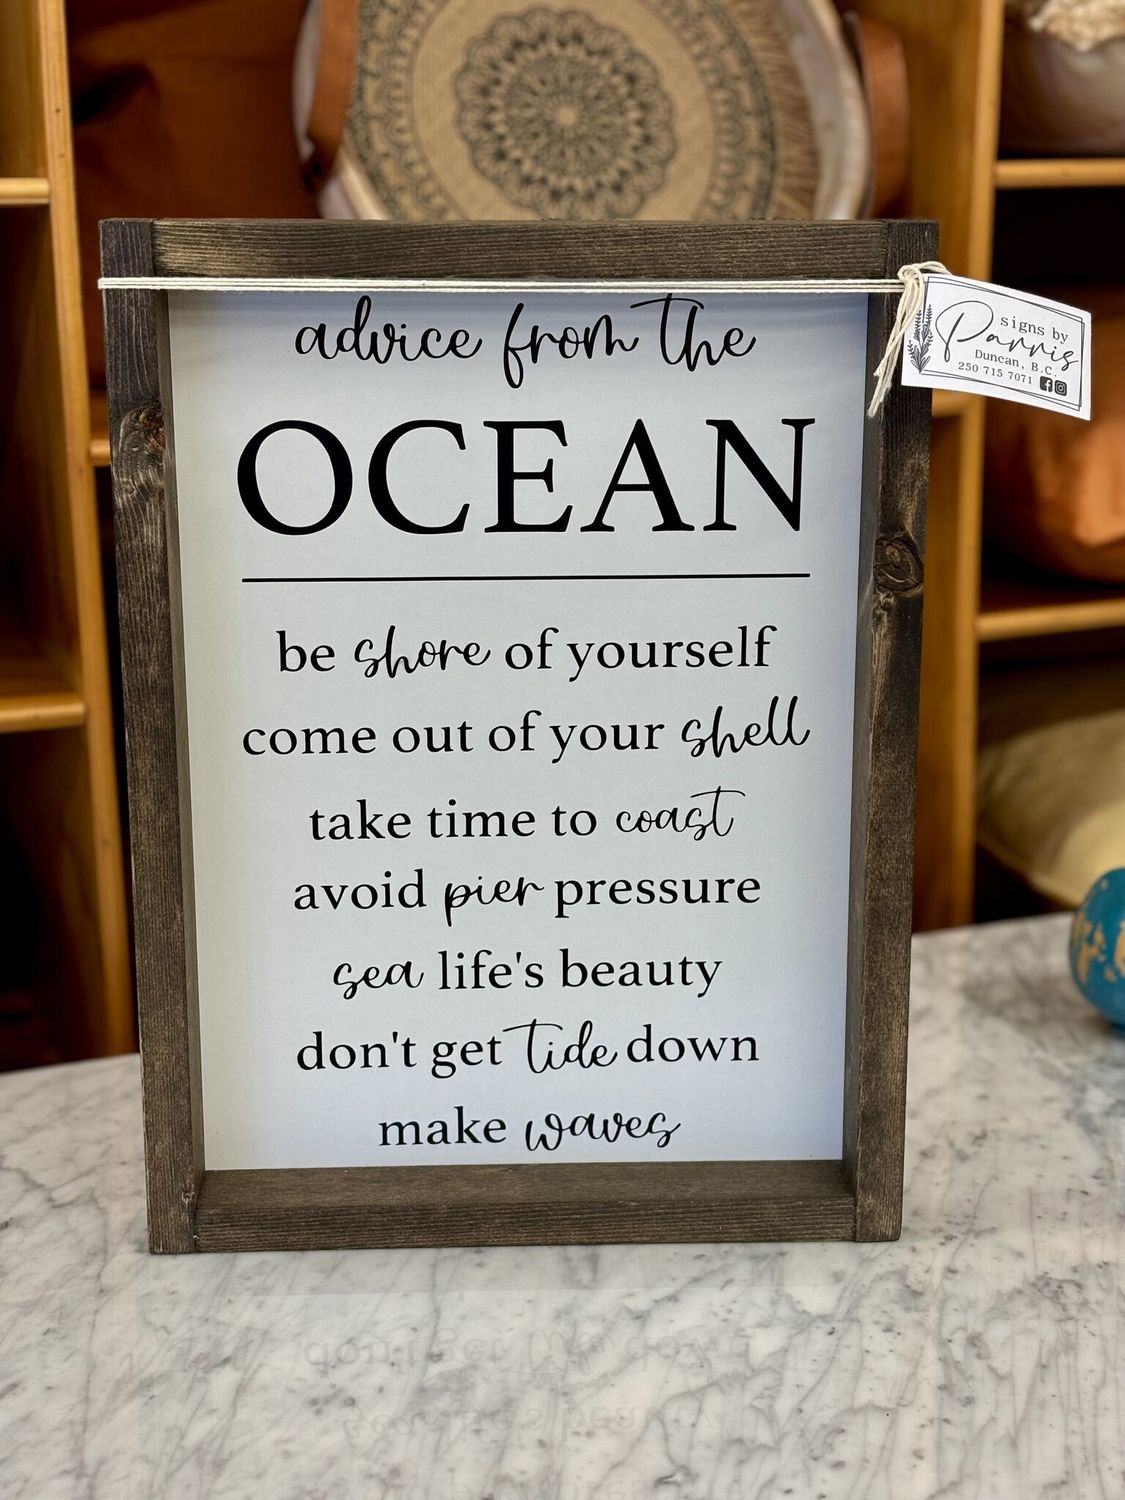 advice from the
OCEAN
be shore of yourself
come out of your shell
take time to coast
avoid pier pressure
sea life's beauty
don't get tide down
make waves
signs by
Parris
Duncan, B.C.
250 715 7071